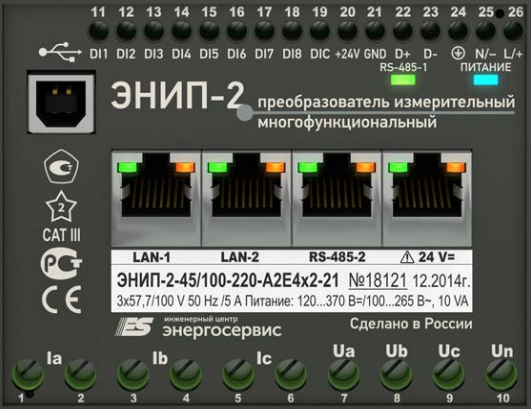 11 12 13 14 15 16 17 18 19 20 21 22 23 24 25 26
DI1 DI2 DI3 DI4 DI5 DI6 DI7 DI8 DIC +24V GND D+ D- N/– L/+
RS-485-1 ПИТАНИЕ
ЭНИП-2
преобразователь измерительный
многофункциональный
2
CAT III
РСТ
CE
LAN-1 LAN-2 RS-485-2 24 V=
ЭНИП-2-45/100-220-A2E4x2-21 №18121 12.2014г.
3x57,7/100 V 50 Hz /5 A Питание: 120...370 В=/100...265 В~, 10 VA
ES инженерный центр
энергосервис
Сделано в России
Ia Ib Ic Ua Ub Uc Un
1 2 3 4 5 6 7 8 9 10